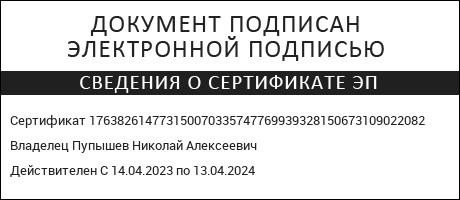 ДОКУМЕНТ ПОДПИСАН
ЭЛЕКТРОННОЙ ПОДПИСЬЮ
СВЕДЕНИЯ О СЕРТИФИКАТЕ ЭП
Сертификат 176382614773150070335747769939328150673109022082
Владелец Пупышев Николай Алексеевич
Действителен С 14.04.2023 по 13.04.2024